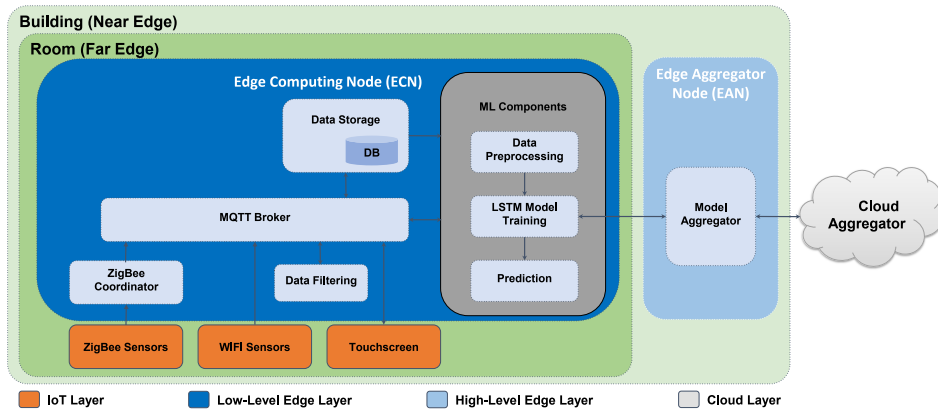 Building (Near Edge)
Room (Far Edge)
Edge Computing Node (ECN)
Edge Aggregator
Node (EAN)
Data Storage
DB
ML Components
Data
Preprocessing
MQTT Broker
LSTM Model
Training
Model
Aggregator
Cloud
Aggregator
ZigBee
Coordinator
Data Filtering
Prediction
ZigBee Sensors
WIFI Sensors
Touchscreen
IoT Layer
Low-Level Edge Layer
High-Level Edge Layer
Cloud Layer